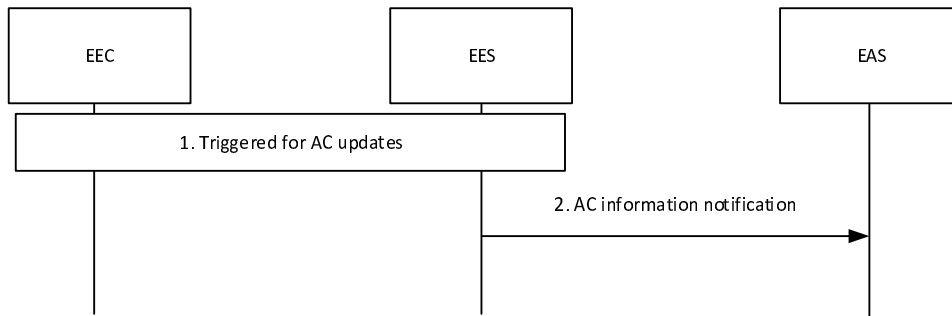 EEC
EES
EAS
1. Triggered for AC updates
2. AC information notification